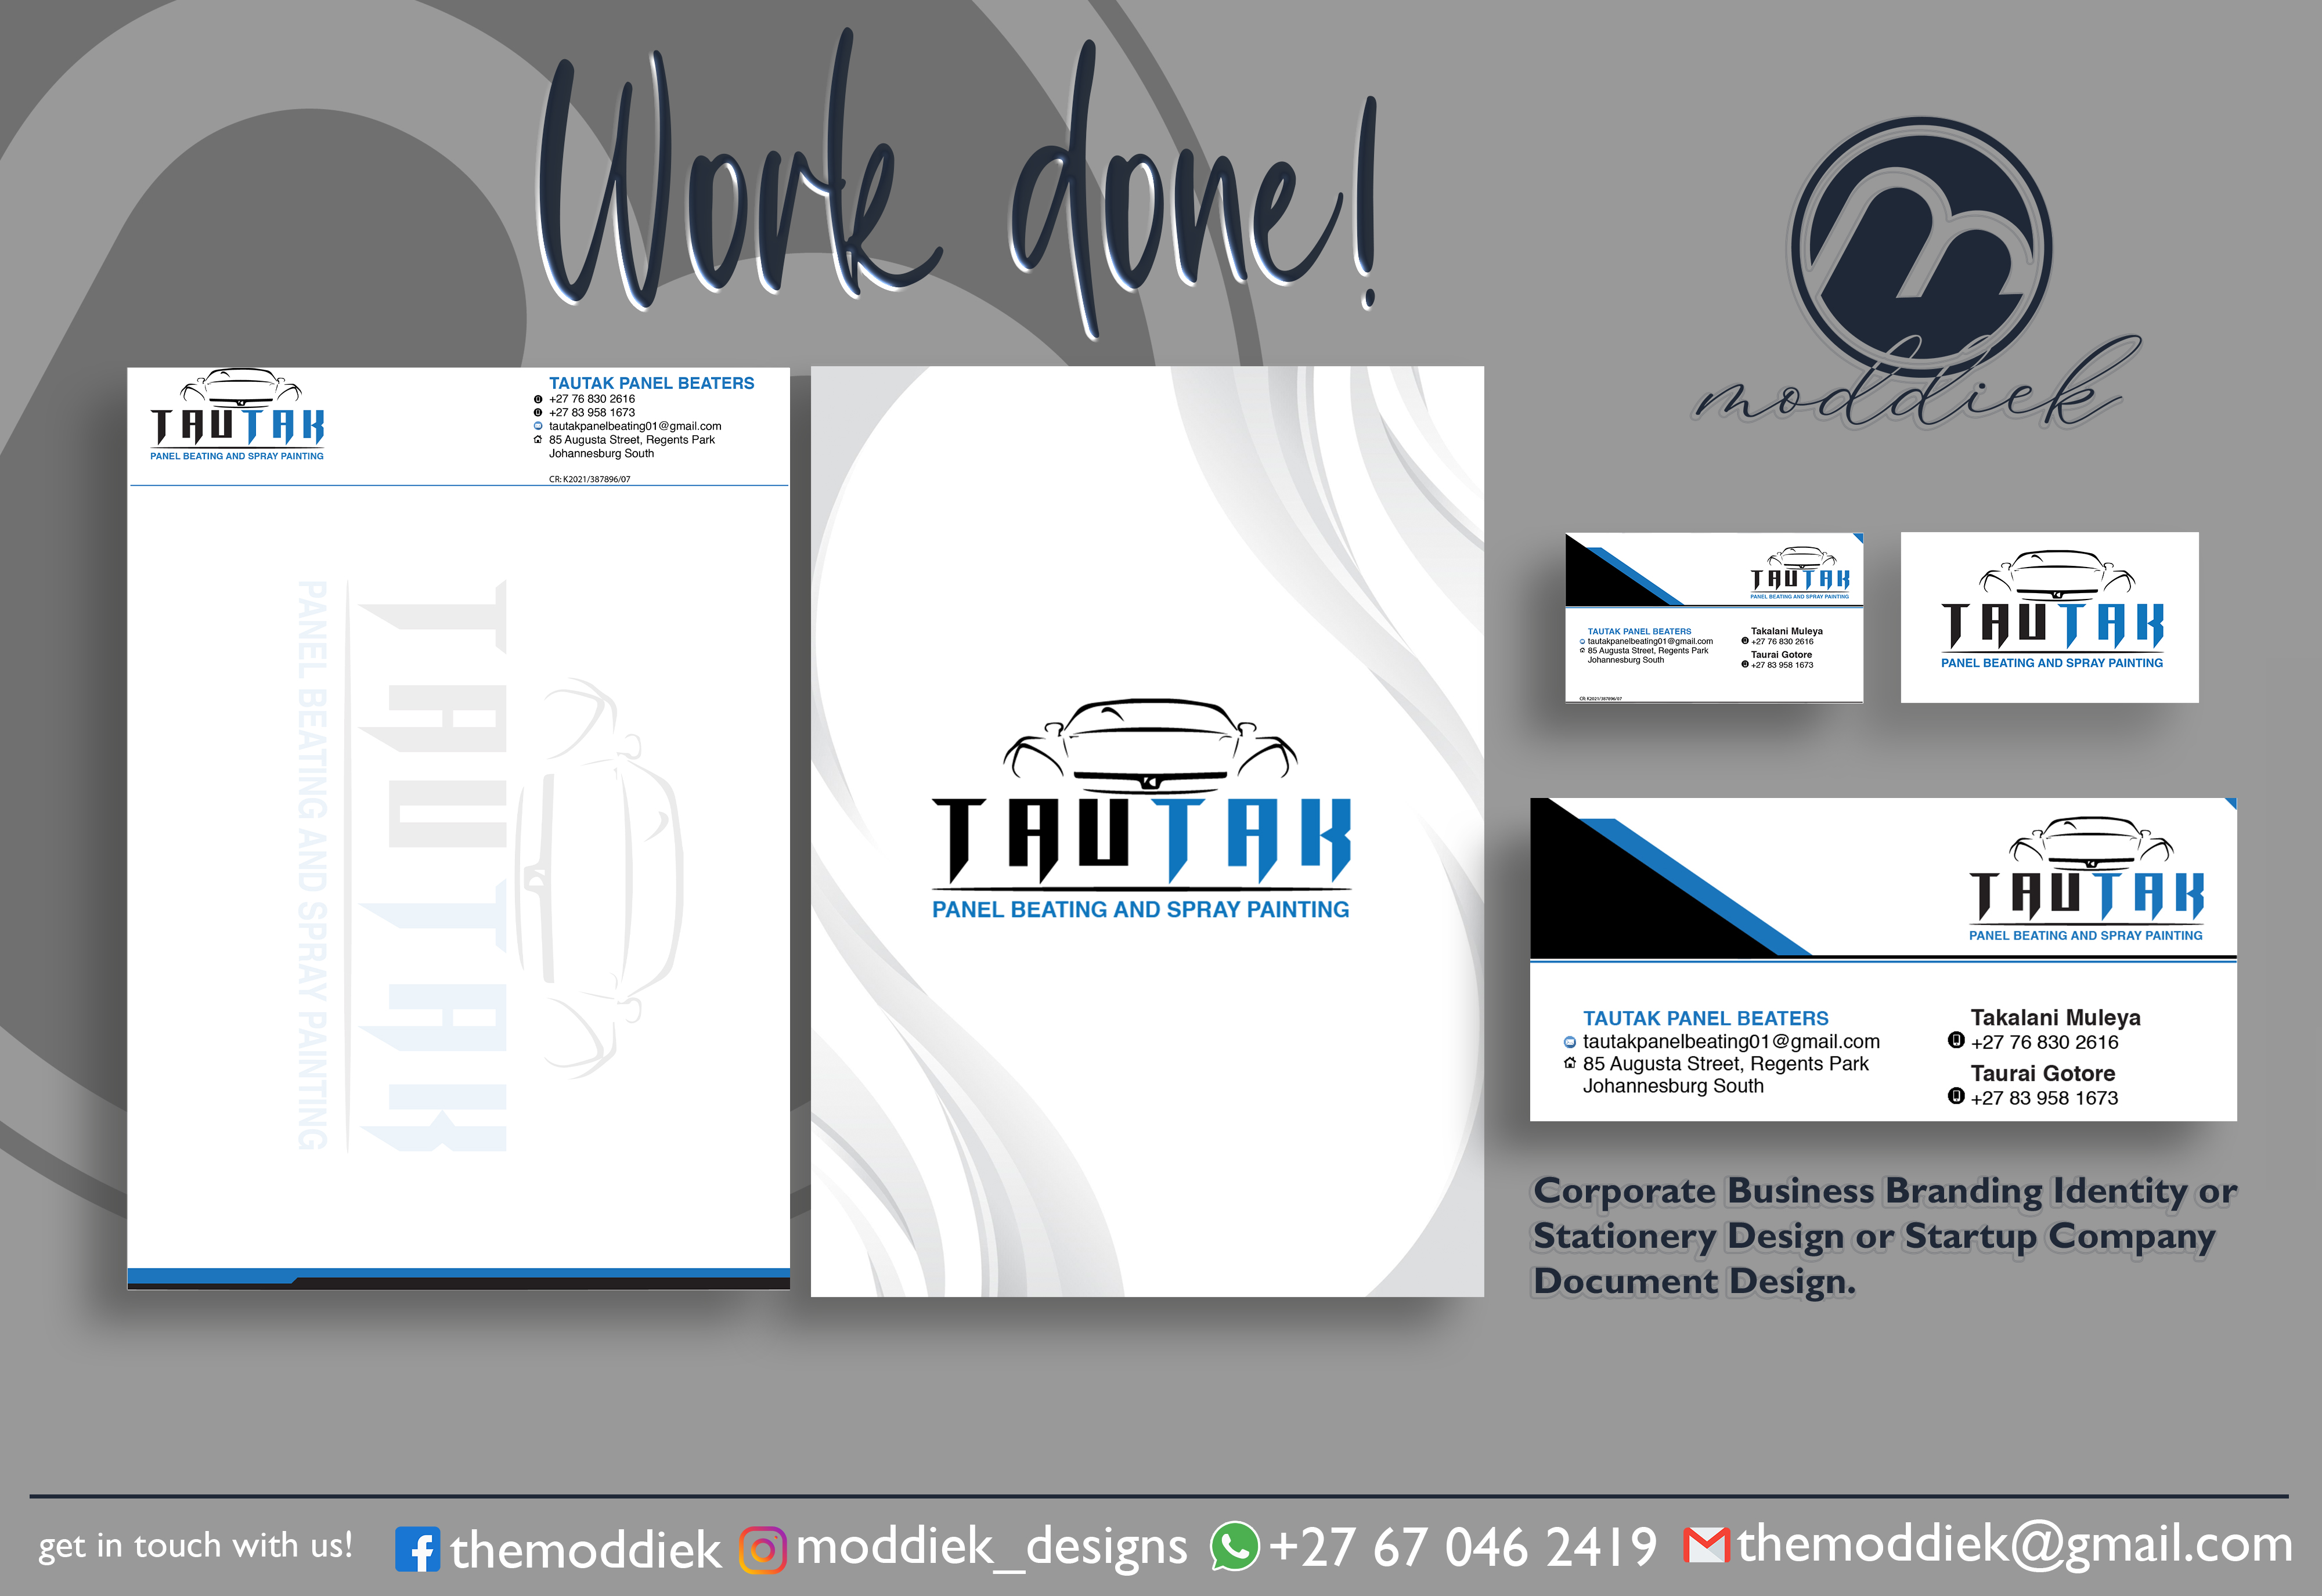 Work done!
moddiek
TAUTAK
PANEL BEATING AND SPRAY PAINTING
TAUTAK PANEL BEATERS
+27 76 830 2616
+27 83 958 1673
tautakpanelbeating01@gmail.com
85 Augusta Street, Regents Park
Johannesburg South
CR: K2021/387896/07
TAUTAK
PANEL BEATING AND SPRAY PAINTING
TAUTAK
PANEL BEATING AND SPRAY PAINTING
TAUTAK
PANEL BEATING AND SPRAY PAINTING
TAUTAK PANEL BEATERS
tautakpanelbeating01@gmail.com
85 Augusta Street, Regents Park
Johannesburg South
Takalani Muleya
+27 76 830 2616
Taurai Gotore
+27 83 958 1673
CR: K2021/387896/07
TAUTAK
PANEL BEATING AND SPRAY PAINTING
TAUTAK
PANEL BEATING AND SPRAY PAINTING
TAUTAK PANEL BEATERS
tautakpanelbeating01@gmail.com
85 Augusta Street, Regents Park
Johannesburg South
Takalani Muleya
+27 76 830 2616
Taurai Gotore
+27 83 958 1673
Corporate Business Branding Identity or
Stationery Design or Startup Company
Document Design.
get in touch with us! themoddiek moddiek_designs +27 67 046 2419 themoddiek@gmail.com